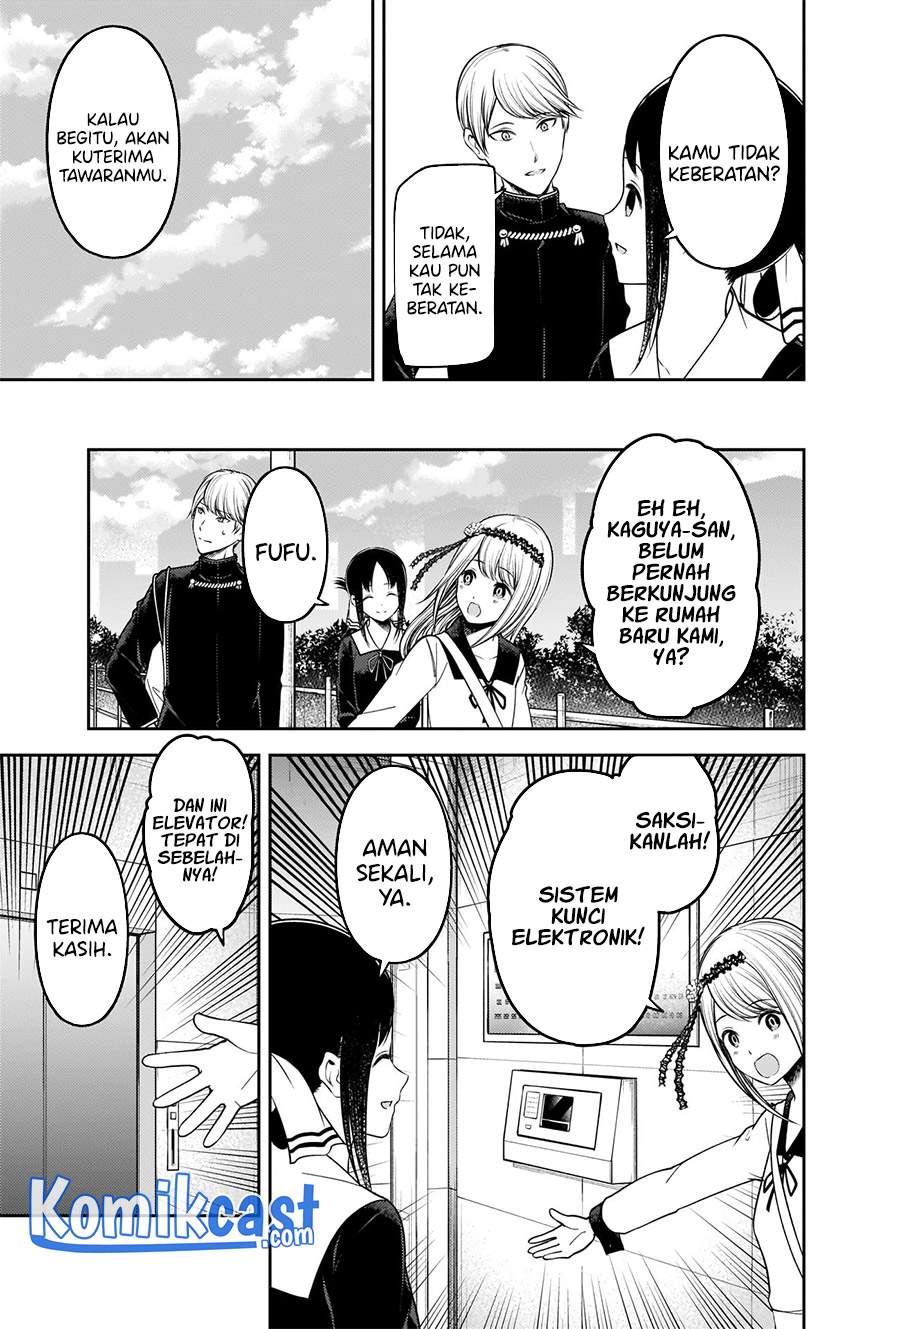 KAMU TIDAK
KEBERATAN?
TIDAK,
SELAMA
KAU PUN
TAK KE-
BERATAN.
KALAU
BEGITU, AKAN
KUTERIMA
TAWARANMU.
EH EH,
KAGUYA-SAN,
BELUM
PERNAH
BERKUNJUNG
KE RUMAH
BARU KAMI,
YA?
FUFU.
SAKSI-
KANLAH!
SISTEM
KUNCI
ELEKTRONIK!
AMAN
SEKALI,
YA.
DAN INI
ELEVATOR!
TEPAT DI
SEBELAH-
NYA!
TERIMA
KASIH.
Komikcast
.com